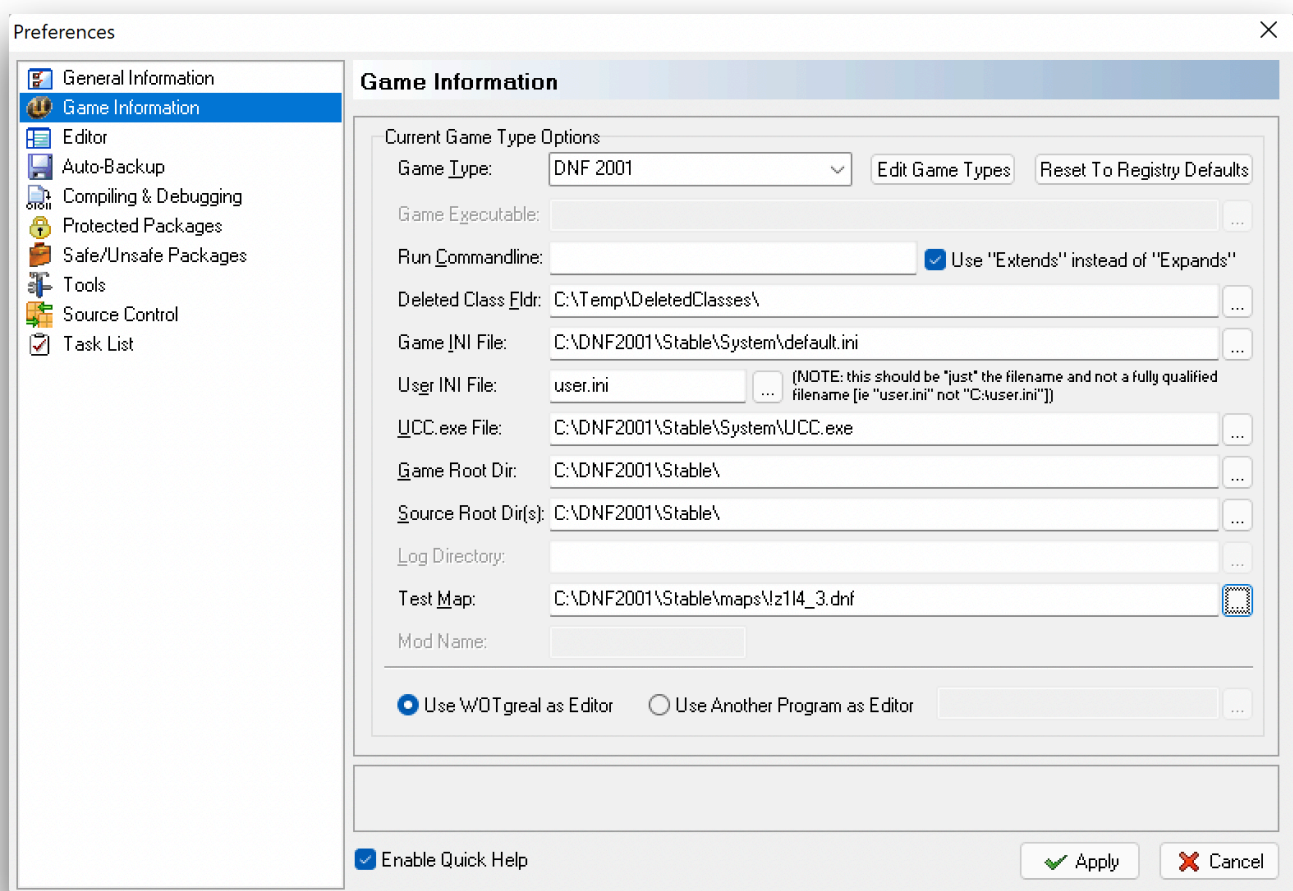 Preferences
General Information
Game Information
Editor
Auto-Backup
Compiling & Debugging
Protected Packages
Safe/Unsafe Packages
Tools
Source Control
Task List
Game Information
Current Game Type Options
Game Type: DNF 2001 Edit Game Types Reset To Registry Defaults
Game Executable: ...
Run Commandline: Use "Extends" instead of "Expands"
Deleted Class Fldr: C:\Temp\DeletedClasses\ ...
Game INI File: C:\DNF2001\Stable\System\default.ini ...
User INI File: user.ini ... (NOTE: this should be "just" the filename and not a fully qualified
filename [ie "user.ini" not "C:\user.ini"])
UCC.exe File: C:\DNF2001\Stable\System\UCC.exe ...
Game Root Dir: C:\DNF2001\Stable\ ...
Source Root Dir(s): C:\DNF2001\Stable\ ...
Log Directory: ...
Test Map: C:\DNF2001\Stable\maps\!z1l4_3.dnf ...
Mod Name:
Use WOTgreal as Editor Use Another Program as Editor ...
Enable Quick Help Apply Cancel